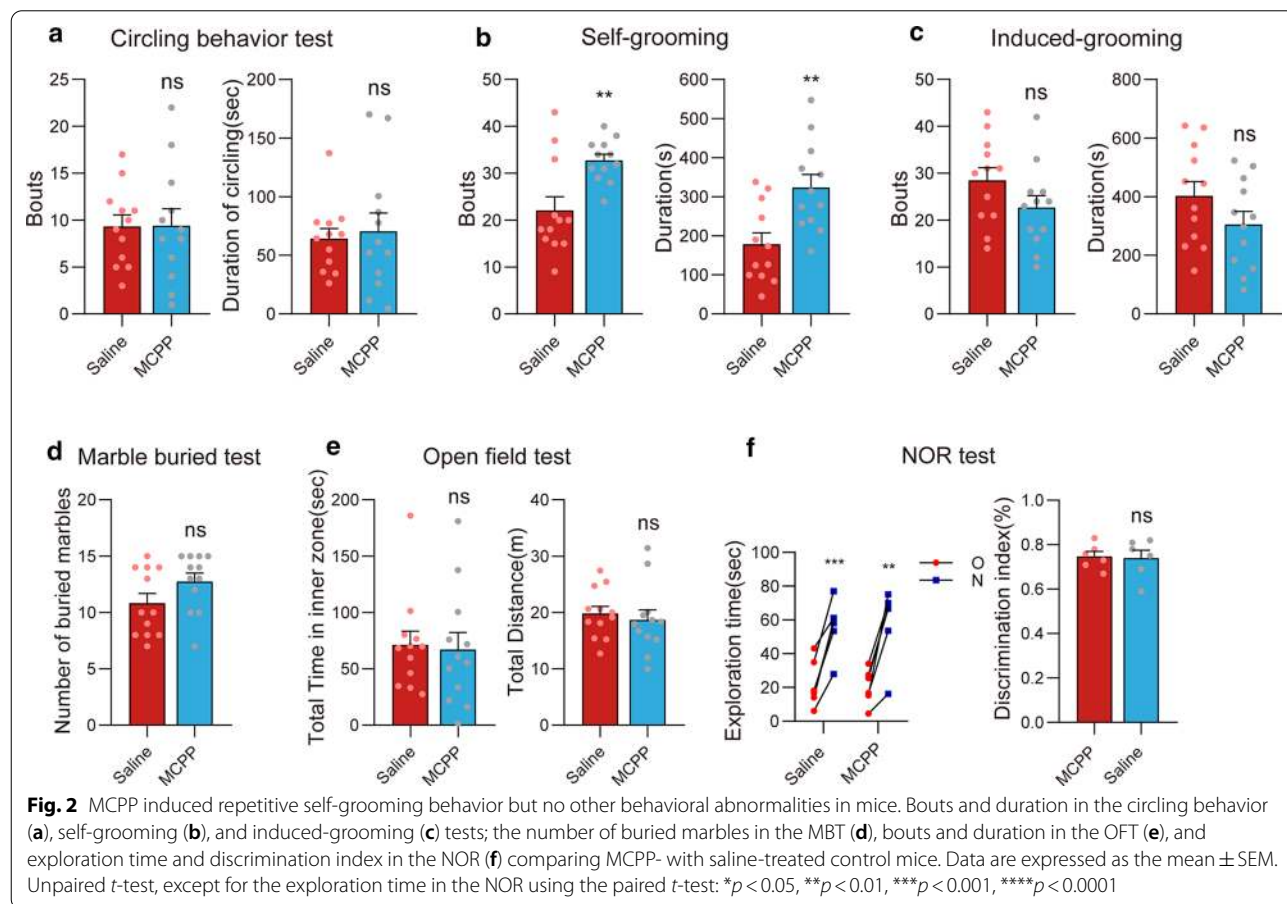 a Circling behavior test
b Self-grooming
c Induced-grooming
Bouts
25
20
15
10
5
0
ns
Saline
MCPP
Duration of circling(sec)
200
150
100
50
0
ns
Saline
MCPP
Bouts
50
40
30
20
10
0
**
Saline
MCPP
Duration(s)
600
500
400
300
200
100
0
**
Saline
MCPP
Bouts
50
40
30
20
10
0
ns
Saline
MCPP
Duration(s)
800
600
400
200
0
ns
Saline
MCPP
d Marble buried test
e Open field test
f NOR test
Number of buried marbles
20
15
10
5
0
ns
Saline
MCPP
Total Time in inner zone(sec)
200
150
100
50
0
ns
Saline
MCPP
Total Distance(m)
40
30
20
10
0
ns
Saline
MCPP
Exploration time(sec)
100
80
60
40
20
0
***
**
O
N
Saline
MCPP
Discrimination index(%)
1.0
0.8
0.6
0.4
0.2
0.0
ns
MCPP
Saline
Fig. 2 MCPP induced repetitive self-grooming behavior but no other behavioral abnormalities in mice. Bouts and duration in the circling behavior
(a), self-grooming (b), and induced-grooming (c) tests; the number of buried marbles in the MBT (d), bouts and duration in the OFT (e), and
exploration time and discrimination index in the NOR (f) comparing MCPP- with saline-treated control mice. Data are expressed as the mean ± SEM.
Unpaired t-test, except for the exploration time in the NOR using the paired t-test: *p < 0.05, **p < 0.01, ***p < 0.001, ****p < 0.0001